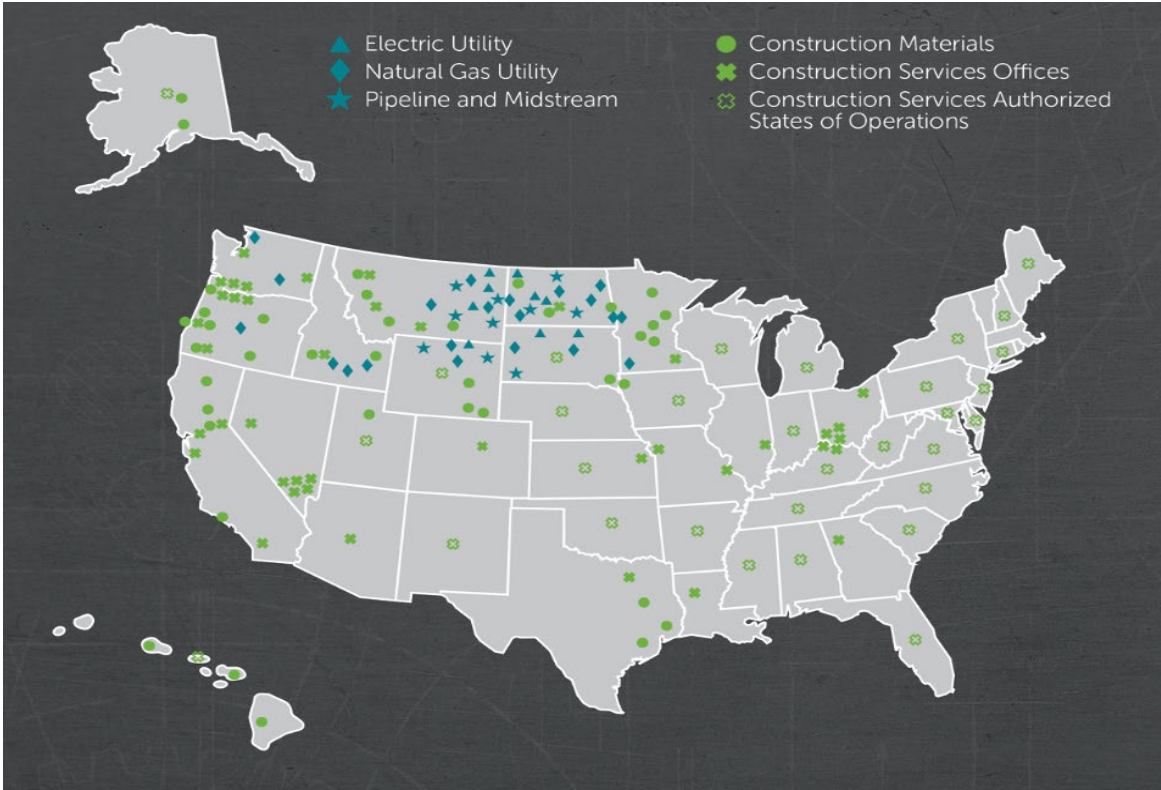 Electric Utility
Natural Gas Utility
Pipeline and Midstream
Construction Materials
Construction Services Offices
Construction Services Authorized
States of Operations